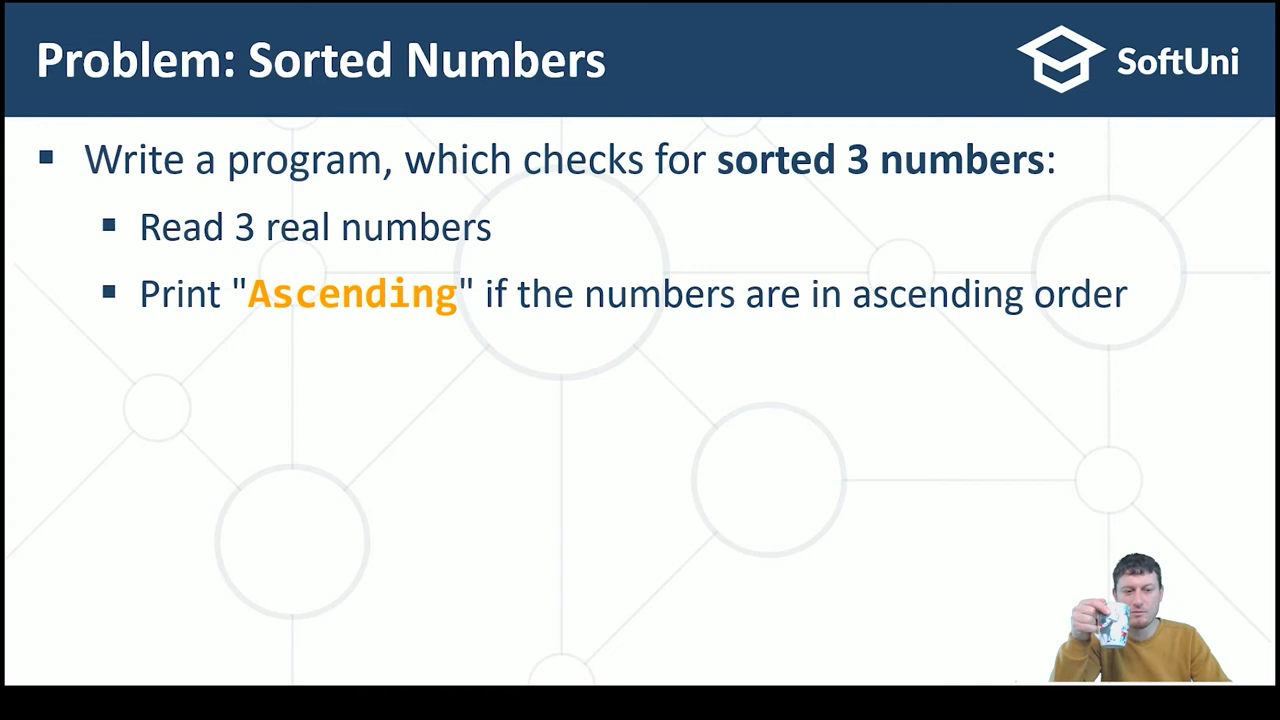 Problem: Sorted Numbers
SoftUni
Write a program, which checks for sorted 3 numbers:
Read 3 real numbers
Print "Ascending" if the numbers are in ascending order